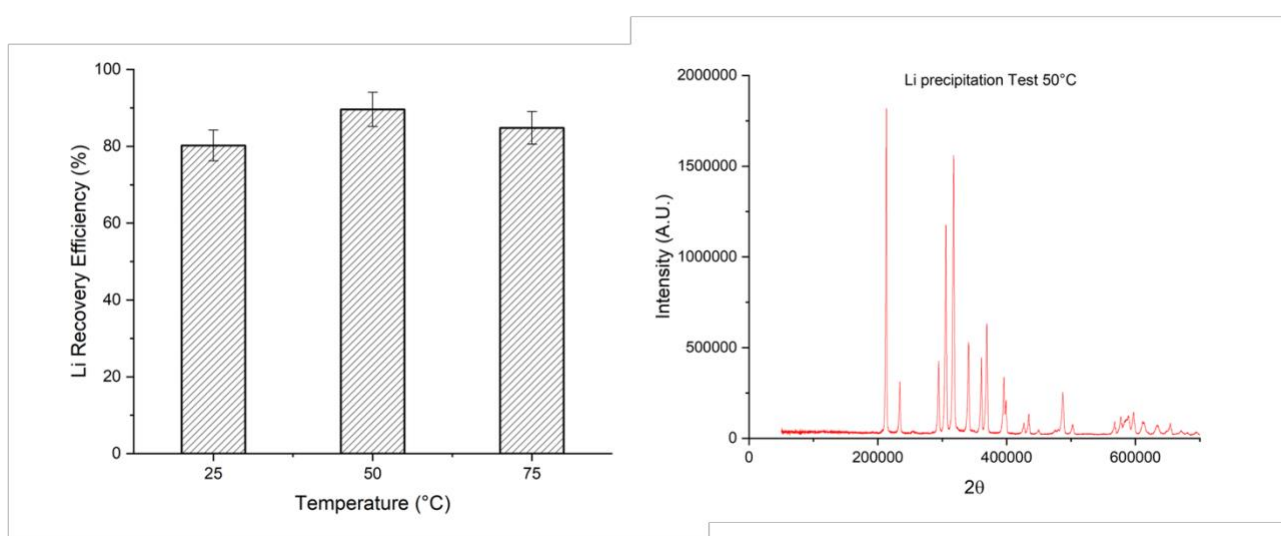 100
80
60
40
20
0
Li Recovery Efficiency (%)
25 50 75
Temperature (°C)
Li precipitation Test 50°C
2000000
1500000
1000000
500000
0
Intensity (A.U.)
0 200000 400000 600000
2θ